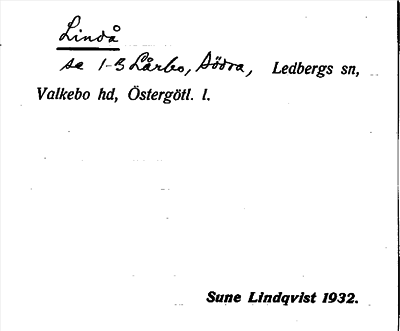 Lindå
se 1-3 Lårbo, Södra, Ledbergs sn,
Valkebo hd, Östergötl. l.
Sune Lindqvist 1932.